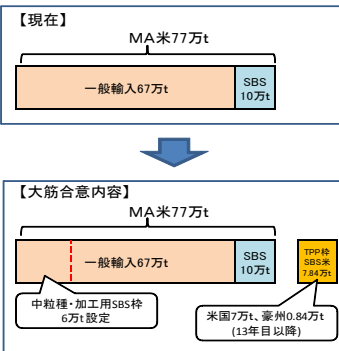 【現在】
MA米77万t
一般輸入67万t
SBS
10万t
【大筋合意内容】
MA米77万t
一般輸入67万t
SBS
10万t
TPP枠
SBS米
7.84万t
中粒種・加工用SBS枠
6万t設定
米国7万t、豪州0.84万t
(13年目以降)